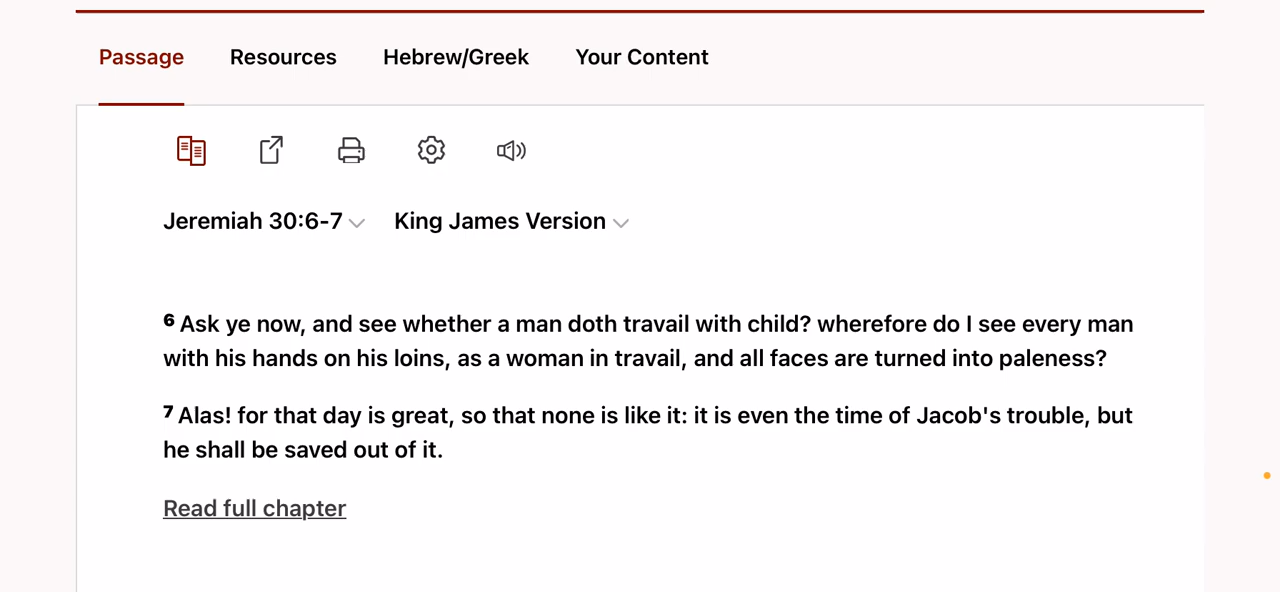 Passage Resources Hebrew/Greek Your Content
Jeremiah 30:6-7 King James Version
6 Ask ye now, and see whether a man doth travail with child? wherefore do I see every man
with his hands on his loins, as a woman in travail, and all faces are turned into paleness?
7 Alas! for that day is great, so that none is like it: it is even the time of Jacob's trouble, but
he shall be saved out of it.
Read full chapter